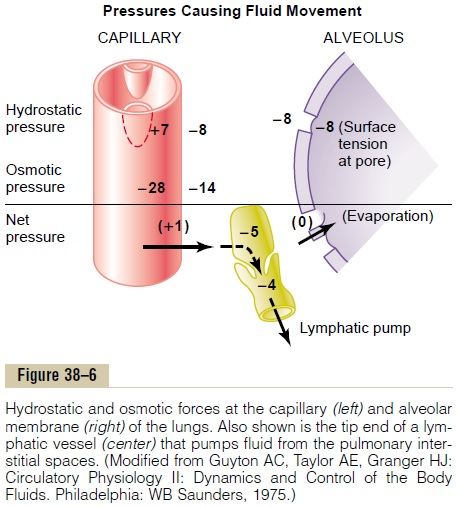 Pressures Causing Fluid Movement
CAPILLARY
ALVEOLUS
Hydrostatic
pressure
+7
–8
–8
–8 (Surface
tension
at pore)
Osmotic
pressure
–28
–14
Net
pressure
(+1)
–5
(0)
(Evaporation)
–4
Lymphatic pump
Figure 38–6
Hydrostatic and osmotic forces at the capillary (left) and alveolar
membrane (right) of the lungs. Also shown is the tip end of a lym-
phatic vessel (center) that pumps fluid from the pulmonary inter-
stitial spaces. (Modified from Guyton AC, Taylor AE, Granger HJ:
Circulatory Physiology II: Dynamics and Control of the Body
Fluids. Philadelphia: WB Saunders, 1975.)